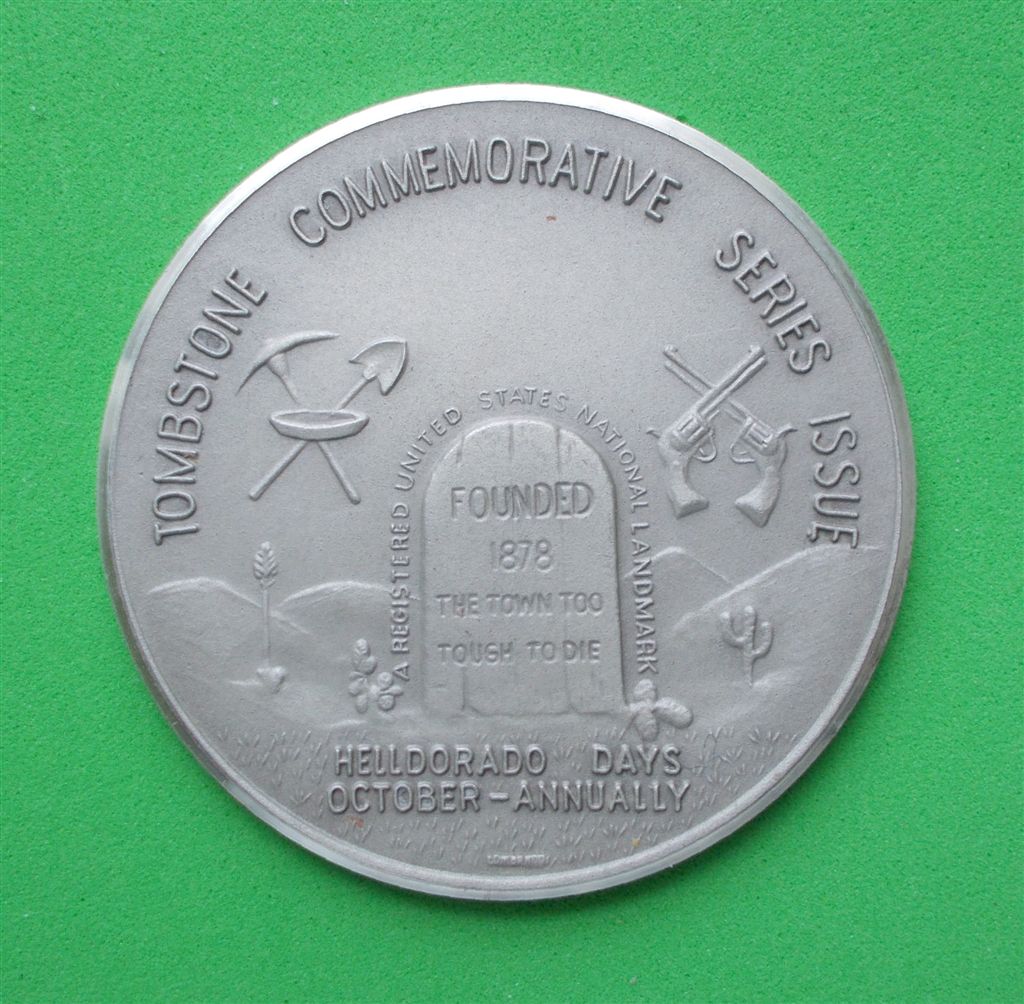 TOMBSTONE COMMEMORATIVE SERIES ISSUE
A REGISTERED UNITED STATES NATIONAL LANDMARK
FOUNDED
1878
THE TOWN TOO
TOUGH TO DIE
HELLDORADO DAYS
OCTOBER - ANNUALLY